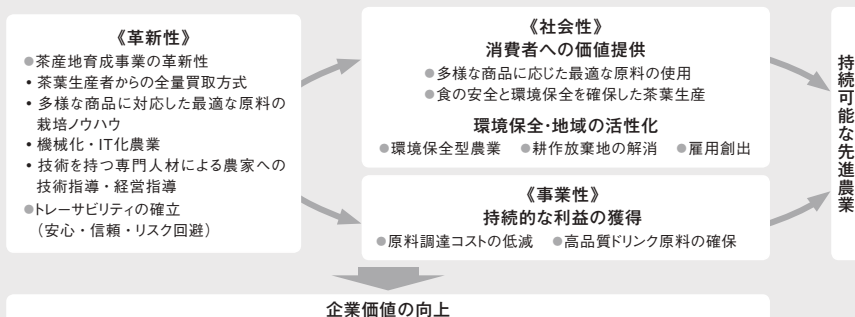 《革新性》
●茶産地育成事業の革新性
• 茶葉生産者からの全量買取方式
• 多様な商品に対応した最適な原料の
栽培ノウハウ
• 機械化・IT化農業
• 技術を持つ専門人材による農家への
技術指導・経営指導
●トレーサビリティの確立
（安心・信頼・リスク回避）
《社会性》
消費者への価値提供
●多様な商品に応じた最適な原料の使用
●食の安全と環境保全を確保した茶葉生産
環境保全・地域の活性化
●環境保全型農業 ●耕作放棄地の解消 ●雇用創出
《事業性》
持続的な利益の獲得
●原料調達コストの低減 ●高品質ドリンク原料の確保
持続可能な先進農業
企業価値の向上